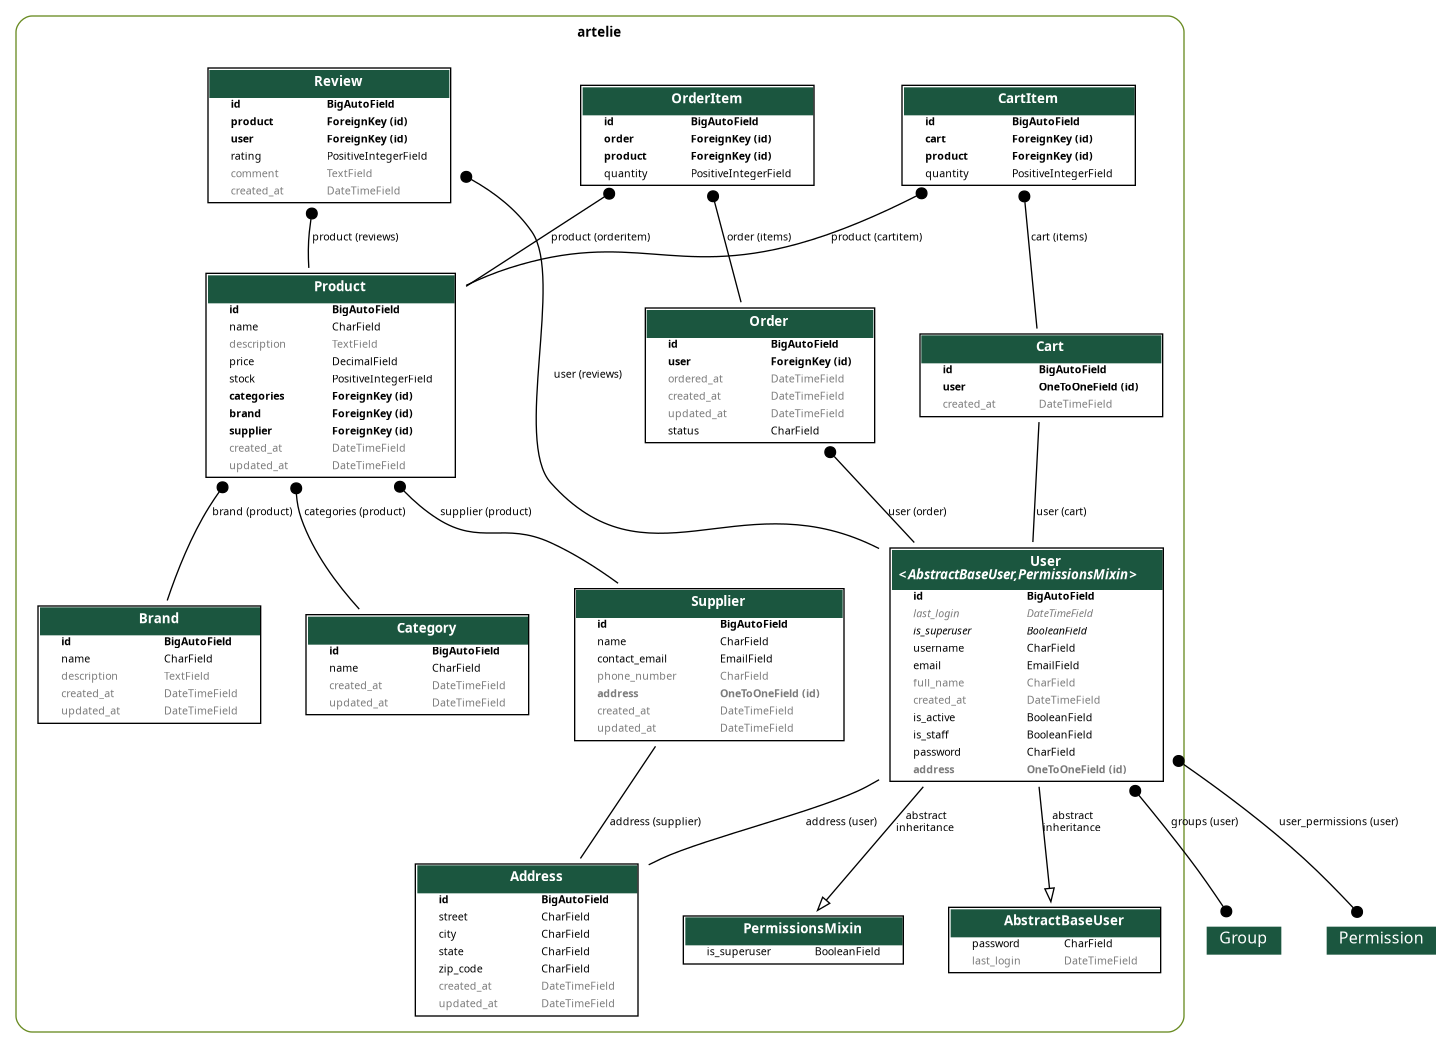 artelie
Review
id BigAutoField
product ForeignKey (id)
user ForeignKey (id)
rating PositiveIntegerField
comment TextField
created_at DateTimeField
OrderItem
id BigAutoField
order ForeignKey (id)
product ForeignKey (id)
quantity PositiveIntegerField
CartItem
id BigAutoField
cart ForeignKey (id)
product ForeignKey (id)
quantity PositiveIntegerField
product (reviews)
product (orderitem)
order (items)
product (cartitem)
cart (items)
Product
id BigAutoField
name CharField
description TextField
price DecimalField
stock PositiveIntegerField
categories ForeignKey (id)
brand ForeignKey (id)
supplier ForeignKey (id)
created_at DateTimeField
updated_at DateTimeField
user (reviews)
Order
id BigAutoField
user ForeignKey (id)
ordered_at DateTimeField
created_at DateTimeField
updated_at DateTimeField
status CharField
Cart
id BigAutoField
user OneToOneField (id)
created_at DateTimeField
brand (product)
categories (product)
supplier (product)
user (order)
user (cart)
Brand
id BigAutoField
name CharField
description TextField
created_at DateTimeField
updated_at DateTimeField
Category
id BigAutoField
name CharField
created_at DateTimeField
updated_at DateTimeField
Supplier
id BigAutoField
name CharField
contact_email EmailField
phone_number CharField
address OneToOneField (id)
created_at DateTimeField
updated_at DateTimeField
User
<AbstractBaseUser,PermissionsMixin>
id BigAutoField
last_login DateTimeField
is_superuser BooleanField
username CharField
email EmailField
full_name CharField
created_at DateTimeField
is_active BooleanField
is_staff BooleanField
password CharField
address OneToOneField (id)
address (supplier)
address (user)
abstract
inheritance
abstract
inheritance
groups (user)
user_permissions (user)
Address
id BigAutoField
street CharField
city CharField
state CharField
zip_code CharField
created_at DateTimeField
updated_at DateTimeField
PermissionsMixin
is_superuser BooleanField
AbstractBaseUser
password CharField
last_login DateTimeField
Group
Permission